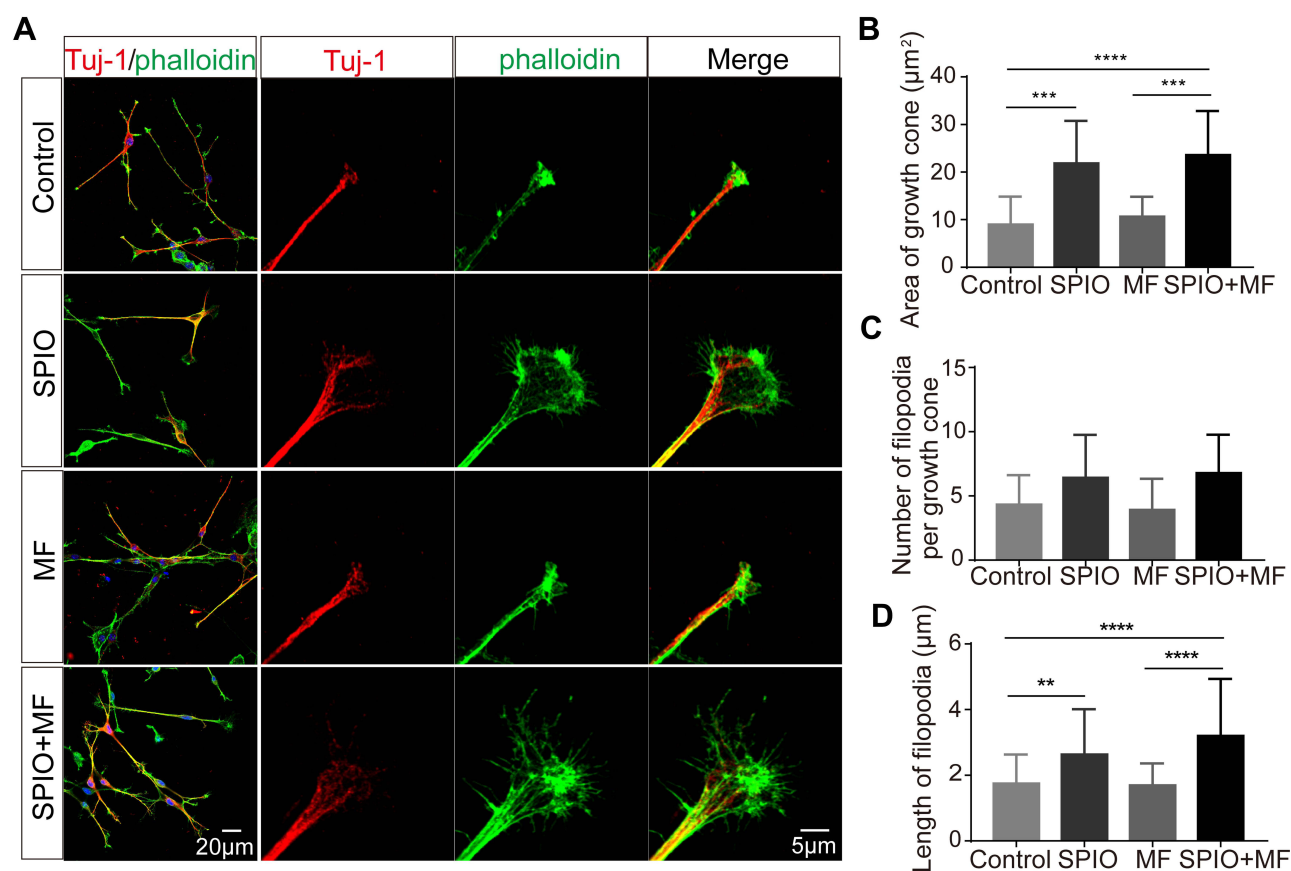 A
Tuj-1/phalloidin
Tuj-1
phalloidin
Merge
Control
SPIO
MF
SPIO+MF
20μm
5μm
B
Area of growth cone (μm²)
40
30
20
10
0
****
***
***
Control SPIO MF SPIO+MF
C
Number of filopodia
per growth cone
15
10
5
0
Control SPIO MF SPIO+MF
D
Length of filopodia (μm)
6
4
2
0
****
****
**
Control SPIO MF SPIO+MF